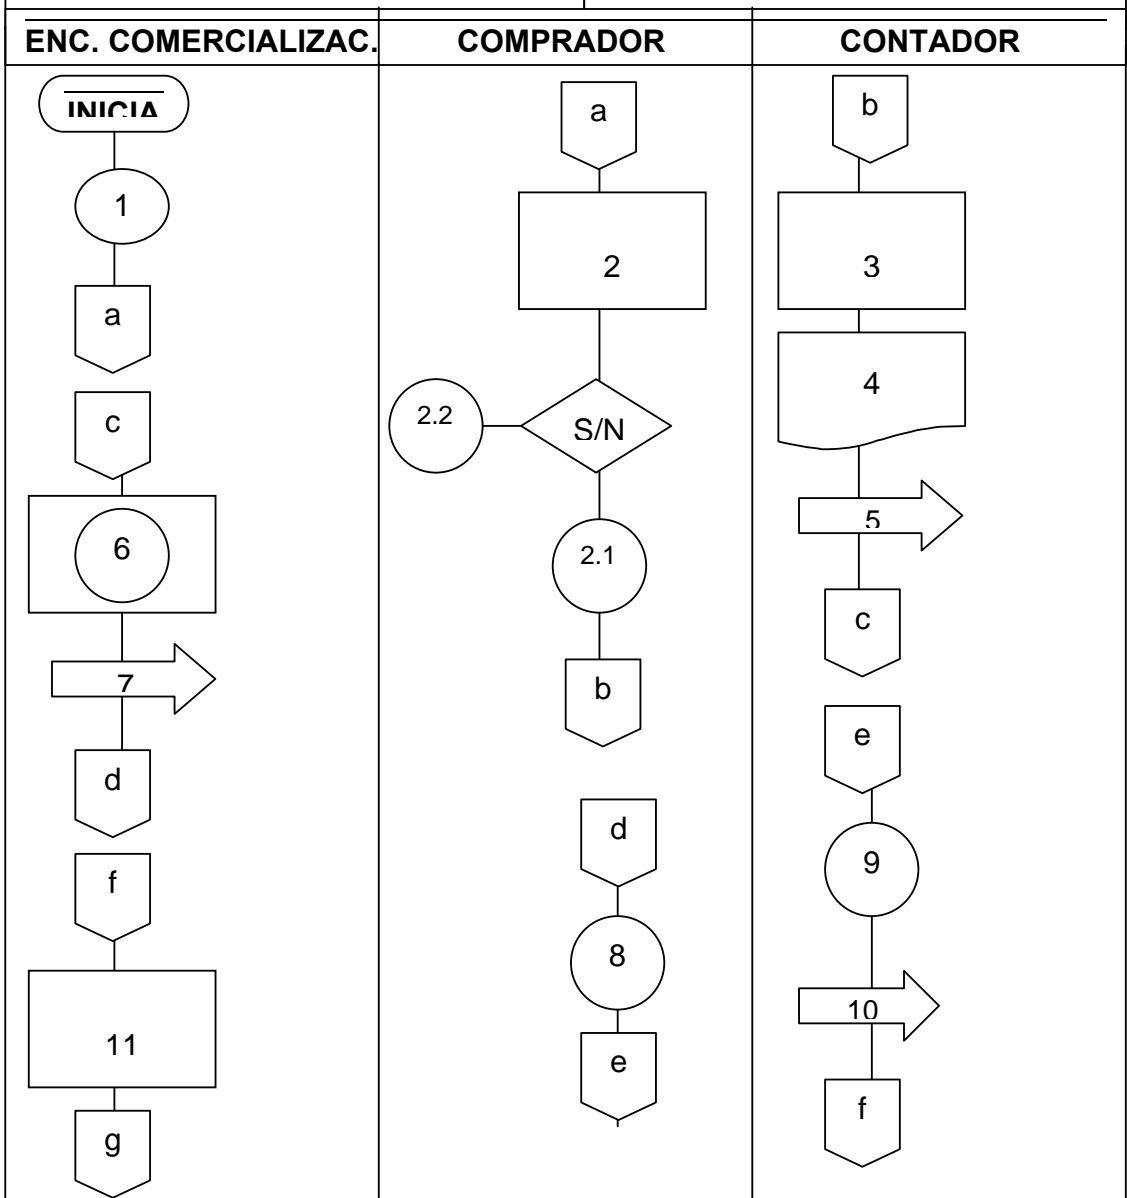 ENC. COMERCIALIZAC. COMPRADOR CONTADOR
INICIA
1
a
c
6
7
d
f
11
g
a
2
S/N
2.2
2.1
b
d
8
e
b
3
4
5
c
e
9
10
f